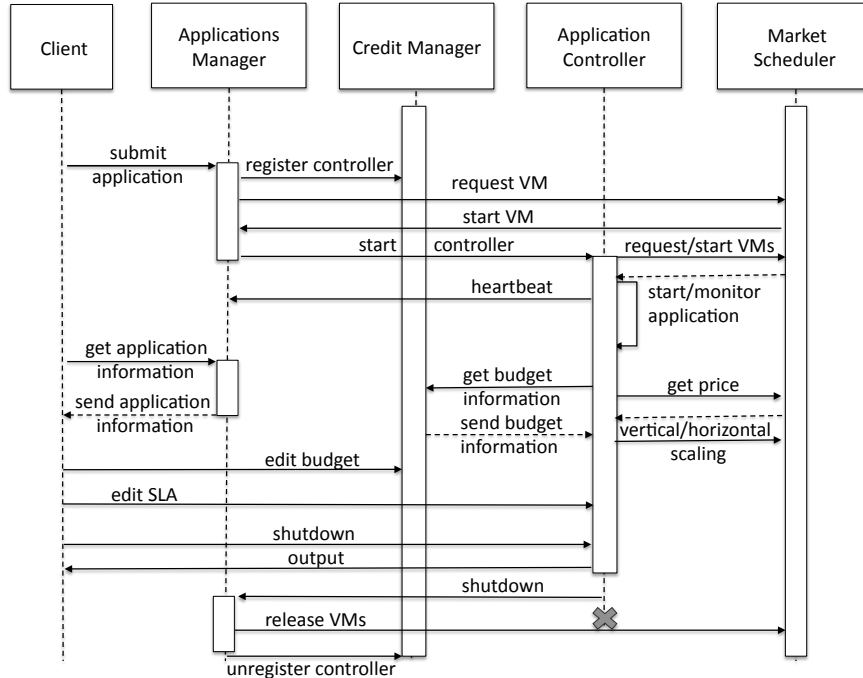 Client
Applications
Manager
Credit Manager
Application
Controller
Market
Scheduler
submit
application
register controller
request VM
start VM
start controller
request/start VMs
heartbeat
start/monitor
application
get application
information
get budget
information
get price
send application
information
send budget
information
vertical/horizontal
scaling
edit budget
edit SLA
shutdown
output
shutdown
release VMs
unregister controller